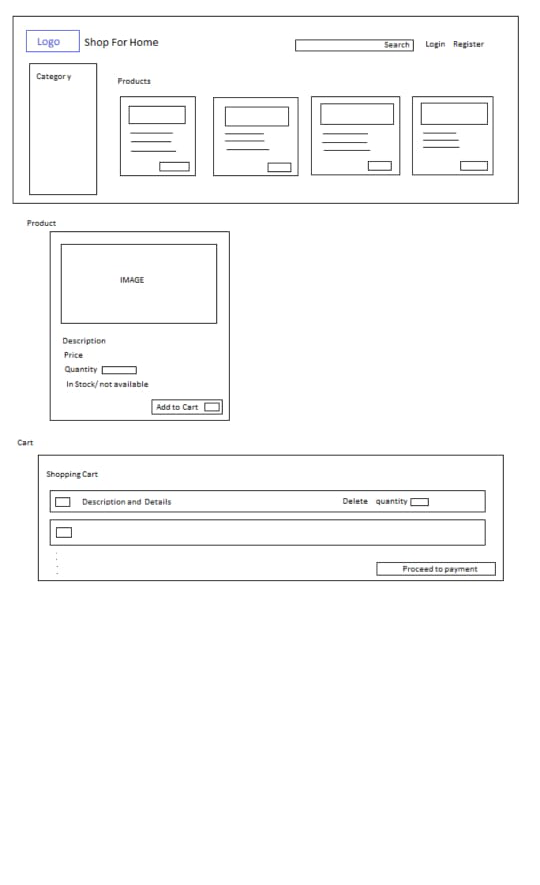 Logo Shop For Home Search Login Register
Category
Products
Product
IMAGE
Description
Price
Quantity
In Stock/ not available
Add to Cart
Cart
Shopping Cart
Description and Details Delete quantity
Proceed to payment